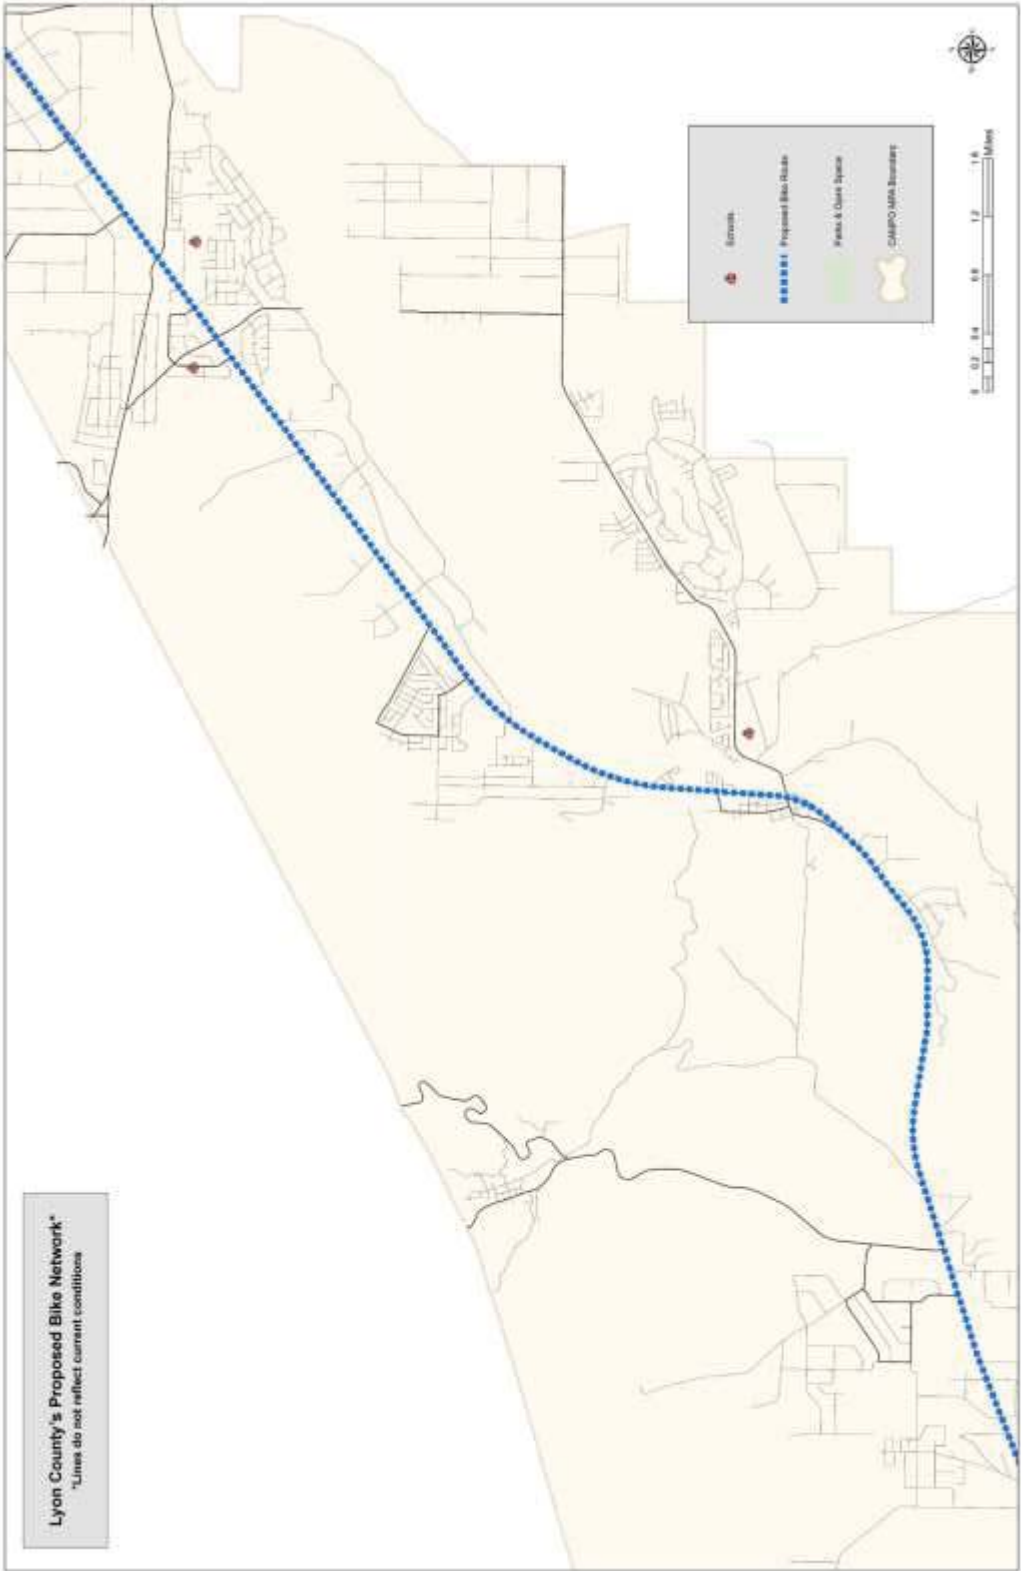 Lyon County's Proposed Bike Network*
*Lines do not reflect current conditions
Schools
Proposed Bike Route
Parks & Open Space
CAMPO MPA Boundary
0 0.2 0.4 0.8 1.2 1.6
Miles